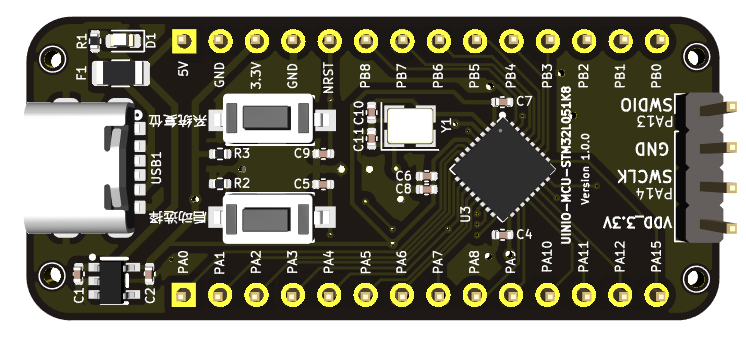 R1
D1
F1
5V
GND
3.3V
GND
NRST
PB8
PB7
PB6
PB5
PB4
PB3
PB2
PB1
PB0
系统复位
USB1
R3
C9
R2
C5
启动选择
C10
C11
Y1
C6
C8
C7
U3
C4
UINIO-MCU-STM32L051K8
Version 1.0.0
SWDIO
PA13
GND
SWCLK
PA14
VDD_3.3V
C1
C2
PA0
PA1
PA2
PA3
PA4
PA5
PA6
PA7
PA8
PA9
PA10
PA11
PA12
PA15